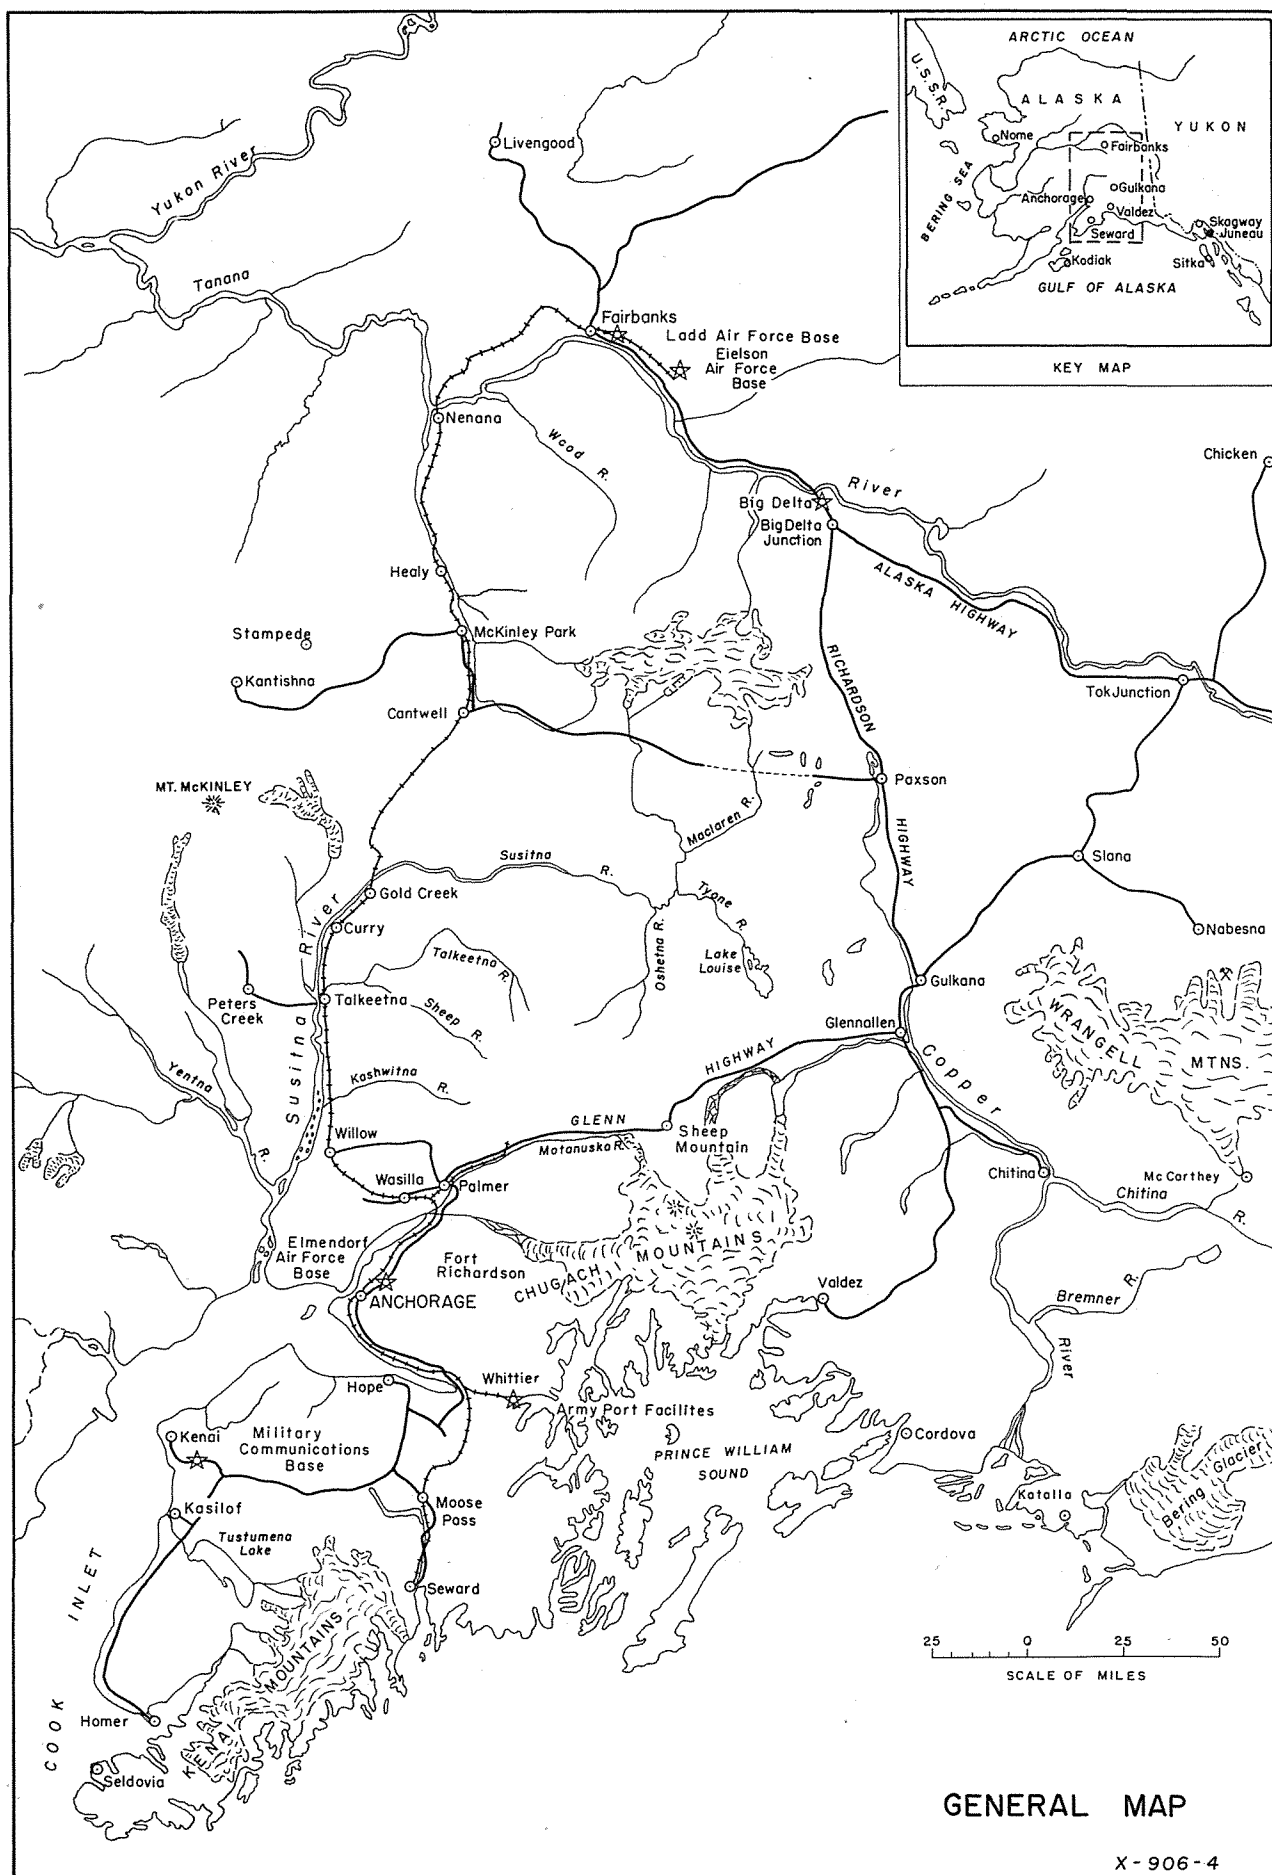 ARCTIC OCEAN
U.S.S.R.
ALASKA
YUKON
Nome
Fairbanks
BERING SEA
Gulkana
Anchorage
Valdez
Seward
Skagway
Juneau
Kodiak
Sitka
GULF OF ALASKA
KEY MAP
Livengood
Yukon River
Tanana
Fairbanks
Ladd Air Force Base
Eielson
Air Force
Base
Nenana
Wood R.
Chicken
River
Big Delta
Big Delta
Junction
Healy
ALASKA HIGHWAY
Stampede
McKinley Park
Kantishna
RICHARDSON
Tok Junction
Cantwell
MT. McKINLEY
Paxson
Maclaren R.
HIGHWAY
Susitna R.
Slana
Gold Creek
Tyone R.
River
Curry
Oshetna R.
Nabesna
Talkeetna R.
Lake
Louise
Peters
Creek
Talkeetna
Gulkana
Sheep R.
Glennallen
WRANGELL
MTNS.
Susitna
HIGHWAY
Copper
Yentna R.
Kashwitna R.
GLENN
Sheep
Mountain
Willow
Matanuska R.
Chitina
McCarthey
Wasilla
Palmer
Chitina R.
Elmendorf
Air Force
Base
Fort
Richardson
CHUGACH MOUNTAINS
ANCHORAGE
Valdez
Bremner R.
River
Whittier
Hope
Army Port Facilites
Kenai
Military
Communications
Base
PRINCE WILLIAM
SOUND
Cordova
Kasilof
Moose
Pass
Katalla
Bering Glacier
Tustumena
Lake
COOK INLET
Seward
KENAI MOUNTAINS
25 0 25 50
SCALE OF MILES
Homer
Seldovia
GENERAL MAP
X-906-4